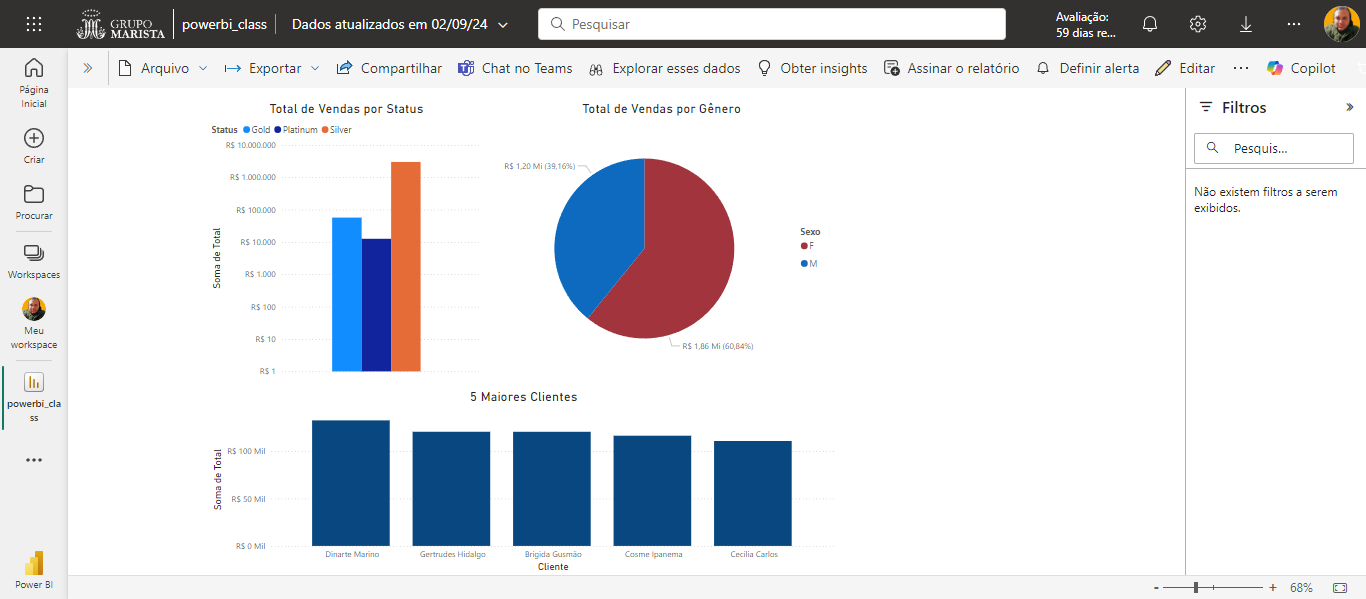 GRUPO
MARISTA
powerbi_class
Dados atualizados em 02/09/24
Pesquisar
Avaliação:
59 dias re...
Página
Inicial
Criar
Procurar
Workspaces
Meu
workspace
powerbi_cla
ss
Power BI
Arquivo
Exportar
Compartilhar
Chat no Teams
Explorar esses dados
Obter insights
Assinar o relatório
Definir alerta
Editar
Copilot
Total de Vendas por Status
Status Gold Platinum Silver
R$ 10.000.000
R$ 1.000.000
R$ 100.000
R$ 10.000
R$ 1.000
R$ 100
R$ 10
R$ 1
Soma de Total
Total de Vendas por Gênero
R$ 1,20 Mi (39,16%)
R$ 1,86 Mi (60,84%)
Sexo
F
M
5 Maiores Clientes
R$ 100 Mil
R$ 50 Mil
R$ 0 Mil
Soma de Total
Dinarte Marino Gertrudes Hidalgo Brigida Gusmão Cosme Ipanema Cecília Carlos
Cliente
Filtros
Pesquis...
Não existem filtros a serem
exibidos.
- + 68%